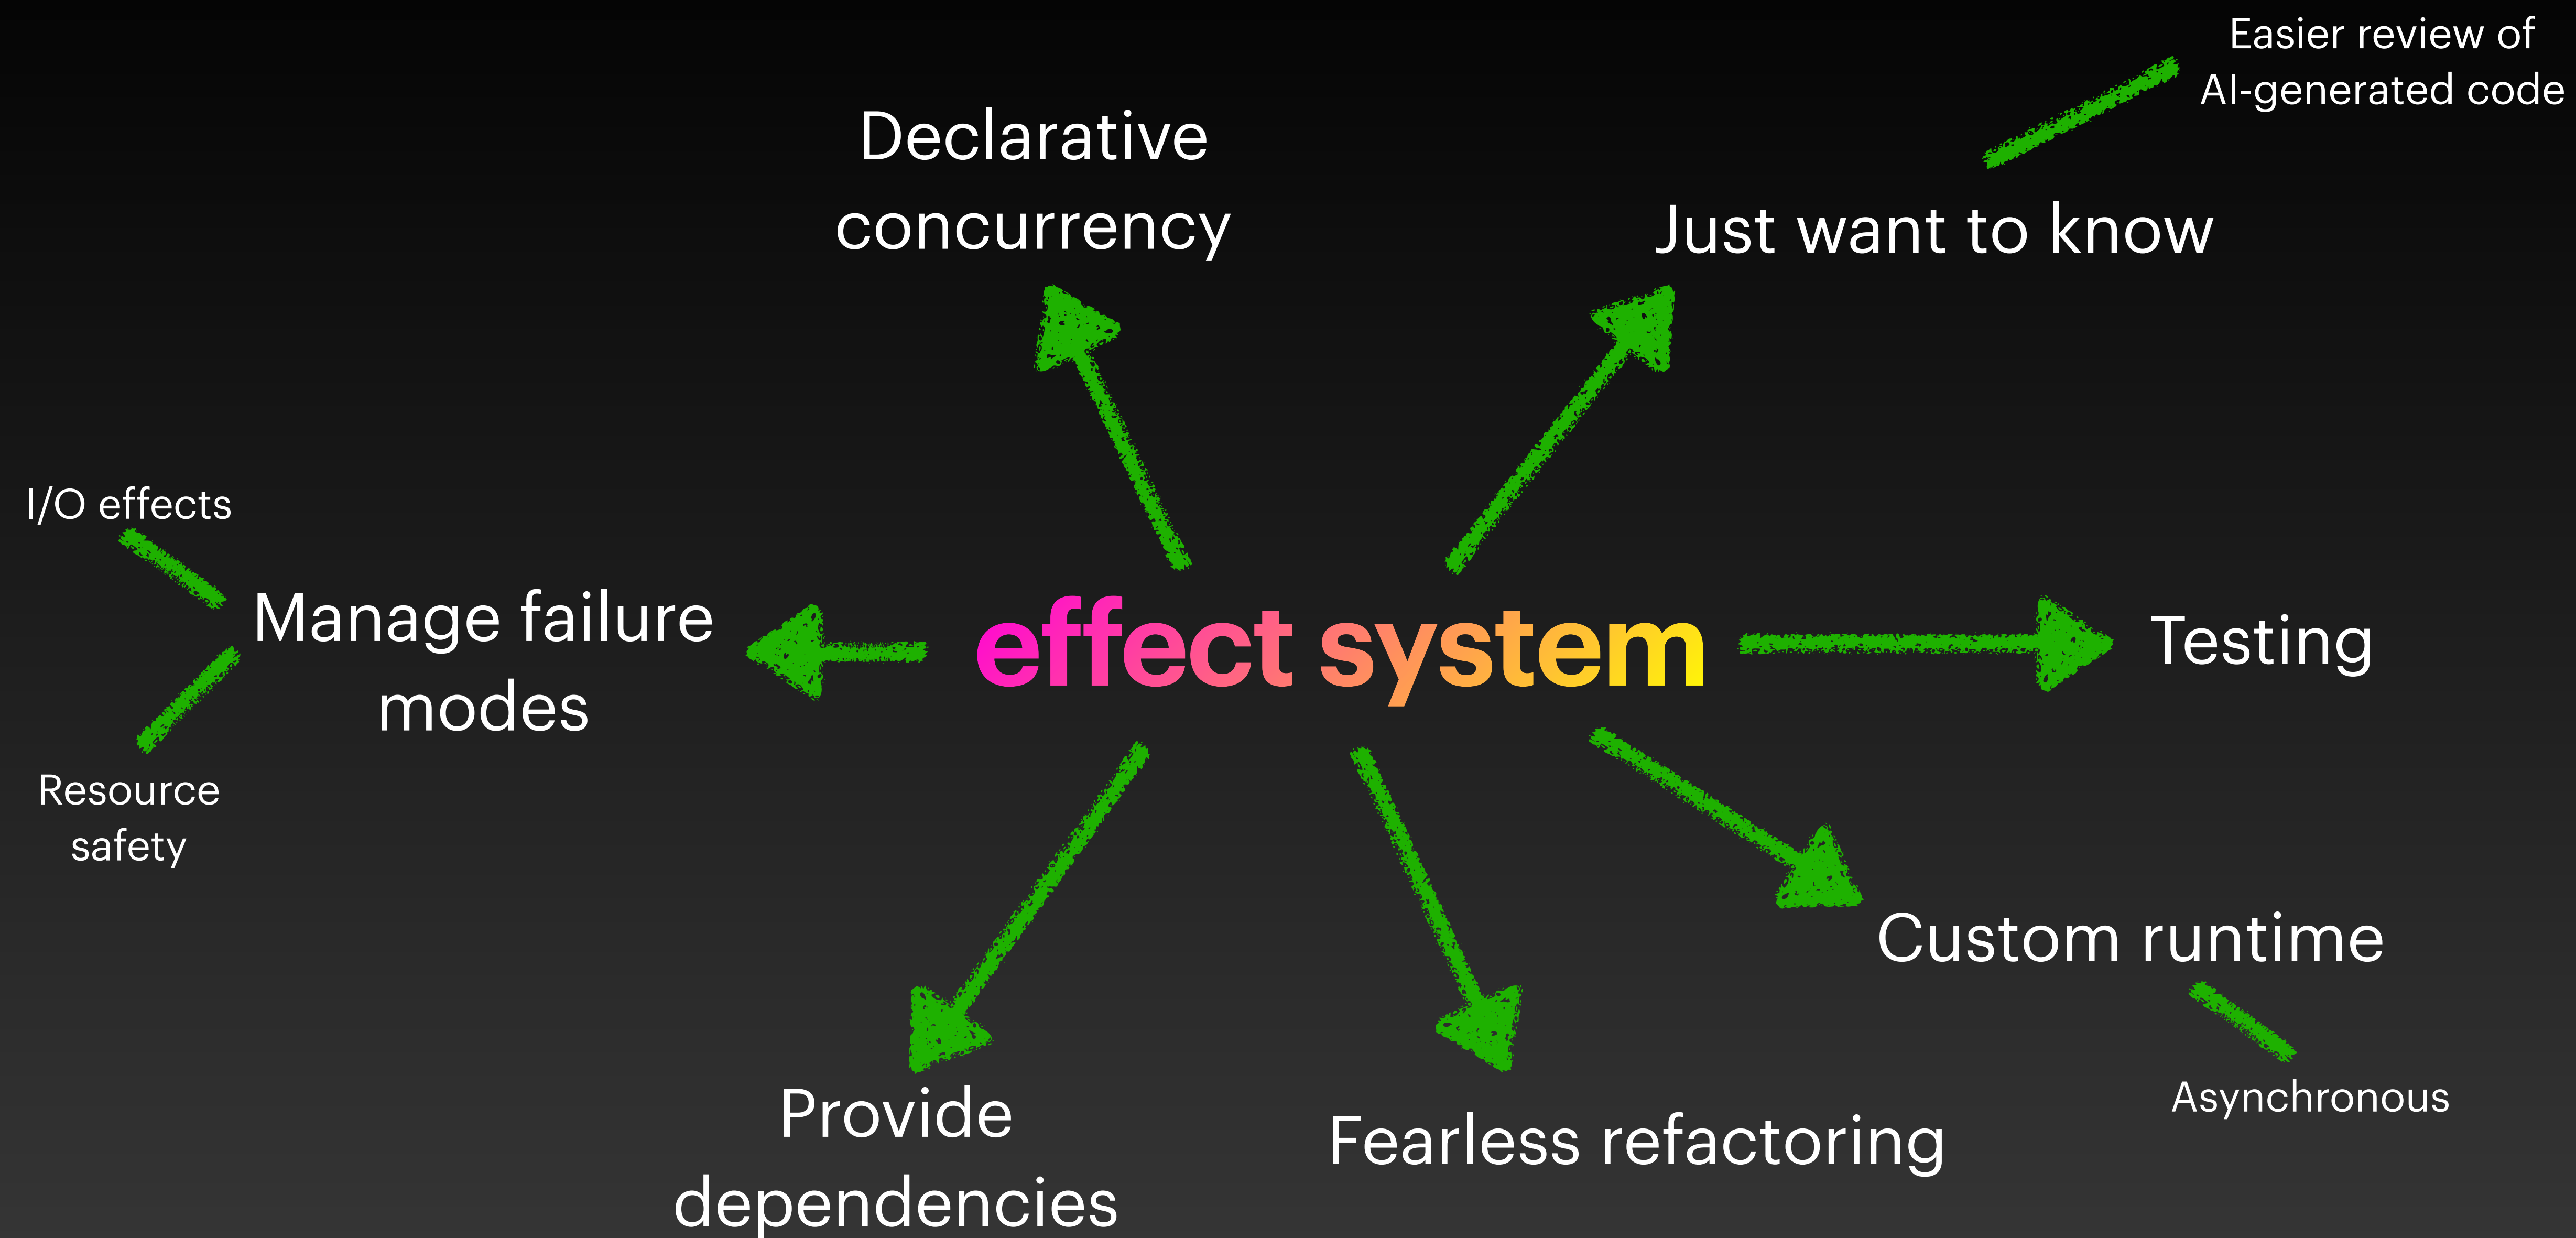 Easier review of
AI-generated code
Declarative
concurrency
Just want to know
I/O effects
Manage failure
modes
effect system
Testing
Resource
safety
Custom runtime
Asynchronous
Provide
dependencies
Fearless refactoring